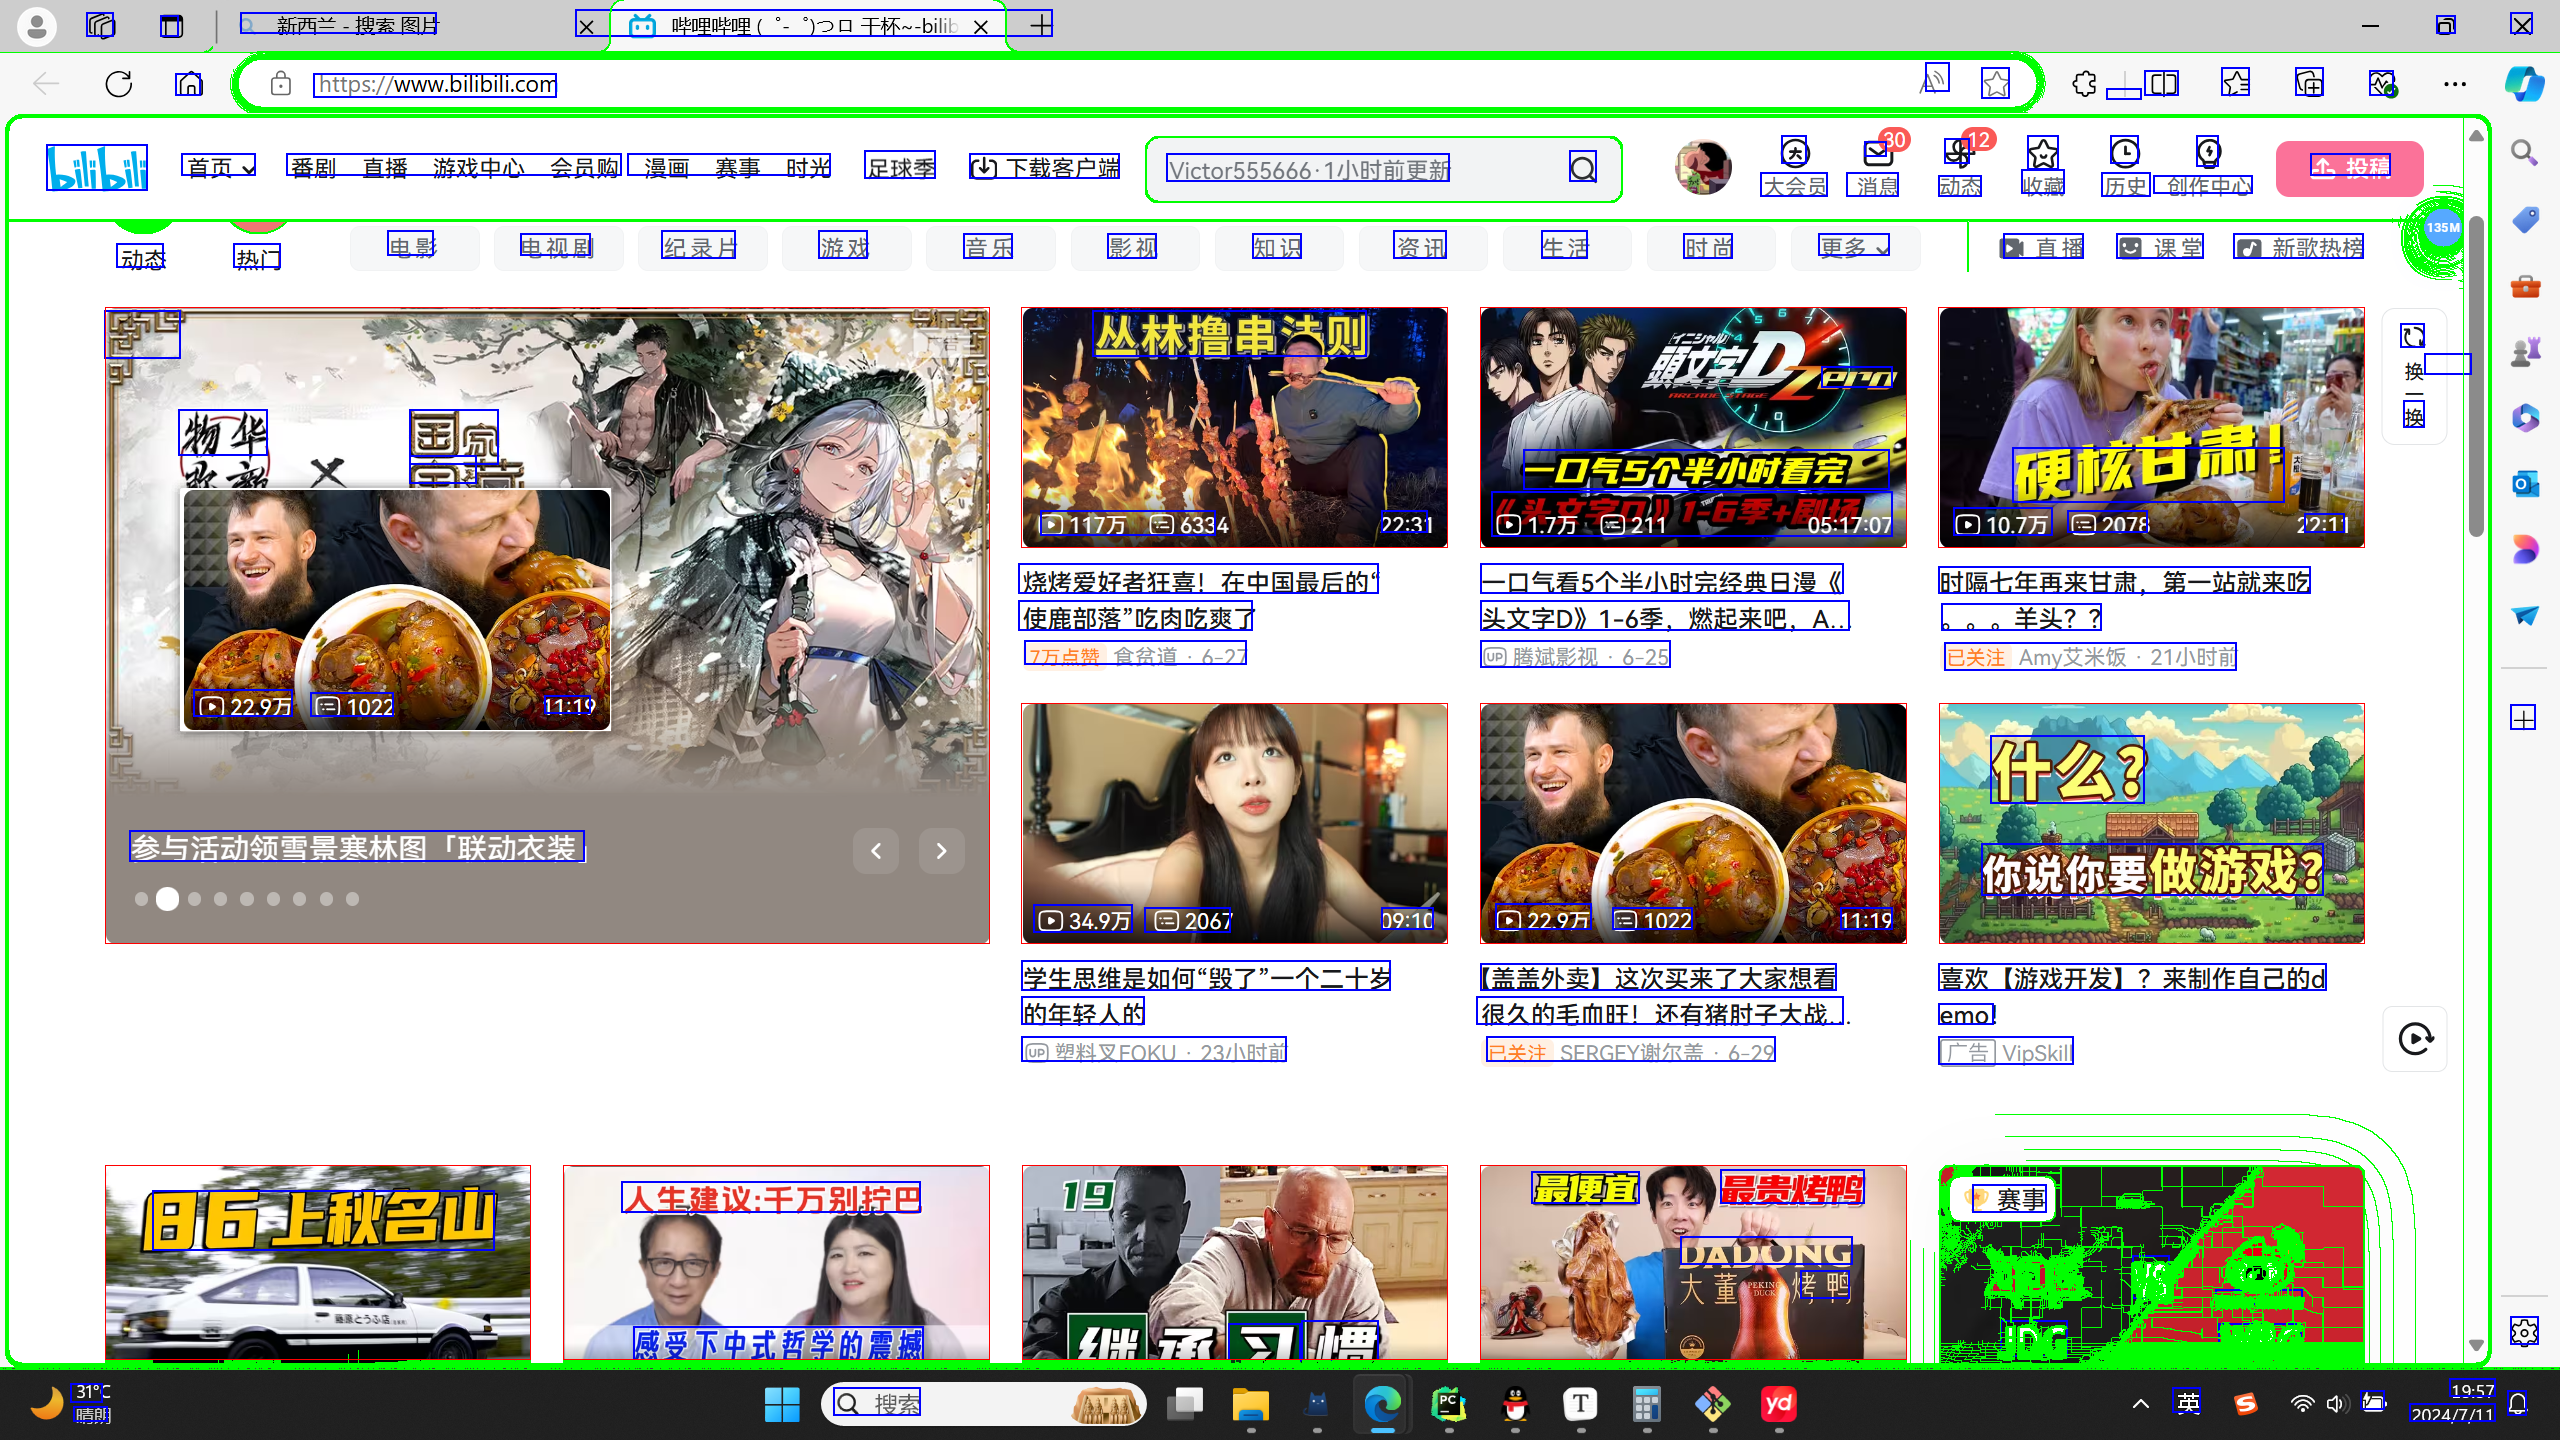 新西兰 - 搜索 图片
哔哩哔哩 (゜-゜)つロ 干杯~-bilib
https://www.bilibili.com
bilibili 首页 番剧 直播 游戏中心 会员购 漫画 赛事 时光 足球季 下载客户端
Victor555666·1小时前更新
大会员 30 消息 12 动态 收藏 历史 创作中心 投稿
动态 热门
电影 电视剧 纪录片 游戏 音乐 影视 知识 资讯 生活 时尚 更多
直播 课堂 新歌热榜
135M
物华
国家
22.9万 1022 11:19
参与活动领雪景寒林图「联动衣装」
丛林撸串法则
117万 6334 22:31
烧烤爱好者狂喜！在中国最后的“
使鹿部落”吃肉吃爽了
7万点赞 食贫道 · 6-27
頭文字D Zero
ARCADE STAGE
一口气5个半小时看完
《头文字D》1-6季+剧场
1.7万 211 05:17:07
一口气看5个半小时完经典日漫《
头文字D》1-6季，燃起来吧，A...
UP 腾斌影视 · 6-25
硬核甘肃！
10.7万 2078 22:11
时隔七年再来甘肃，第一站就来吃
。。。羊头？？
已关注 Amy艾米饭 · 21小时前
换
一
换
34.9万 2067 09:10
学生思维是如何“毁了”一个二十岁
的年轻人的
UP 塑料叉FOKU · 23小时前
22.9万 1022 11:19
【盖盖外卖】这次买来了大家想看
很久的毛血旺！还有猪肘子大战...
已关注 SERGEY谢尔盖 · 6-29
什么？
你说你要做游戏？
喜欢【游戏开发】？来制作自己的d
emo!
广告 VipSkill
86上秋名山
藤原とうふ店
人生建议:千万别拧巴
感受下中式哲学的震撼
19
继承习惯
最便宜 最贵烤鸭
DADONG
大董 烤鸭
PEKING DUCK
赛事
JDG
31°C
晴朗
搜索
英
19:57
2024/7/11